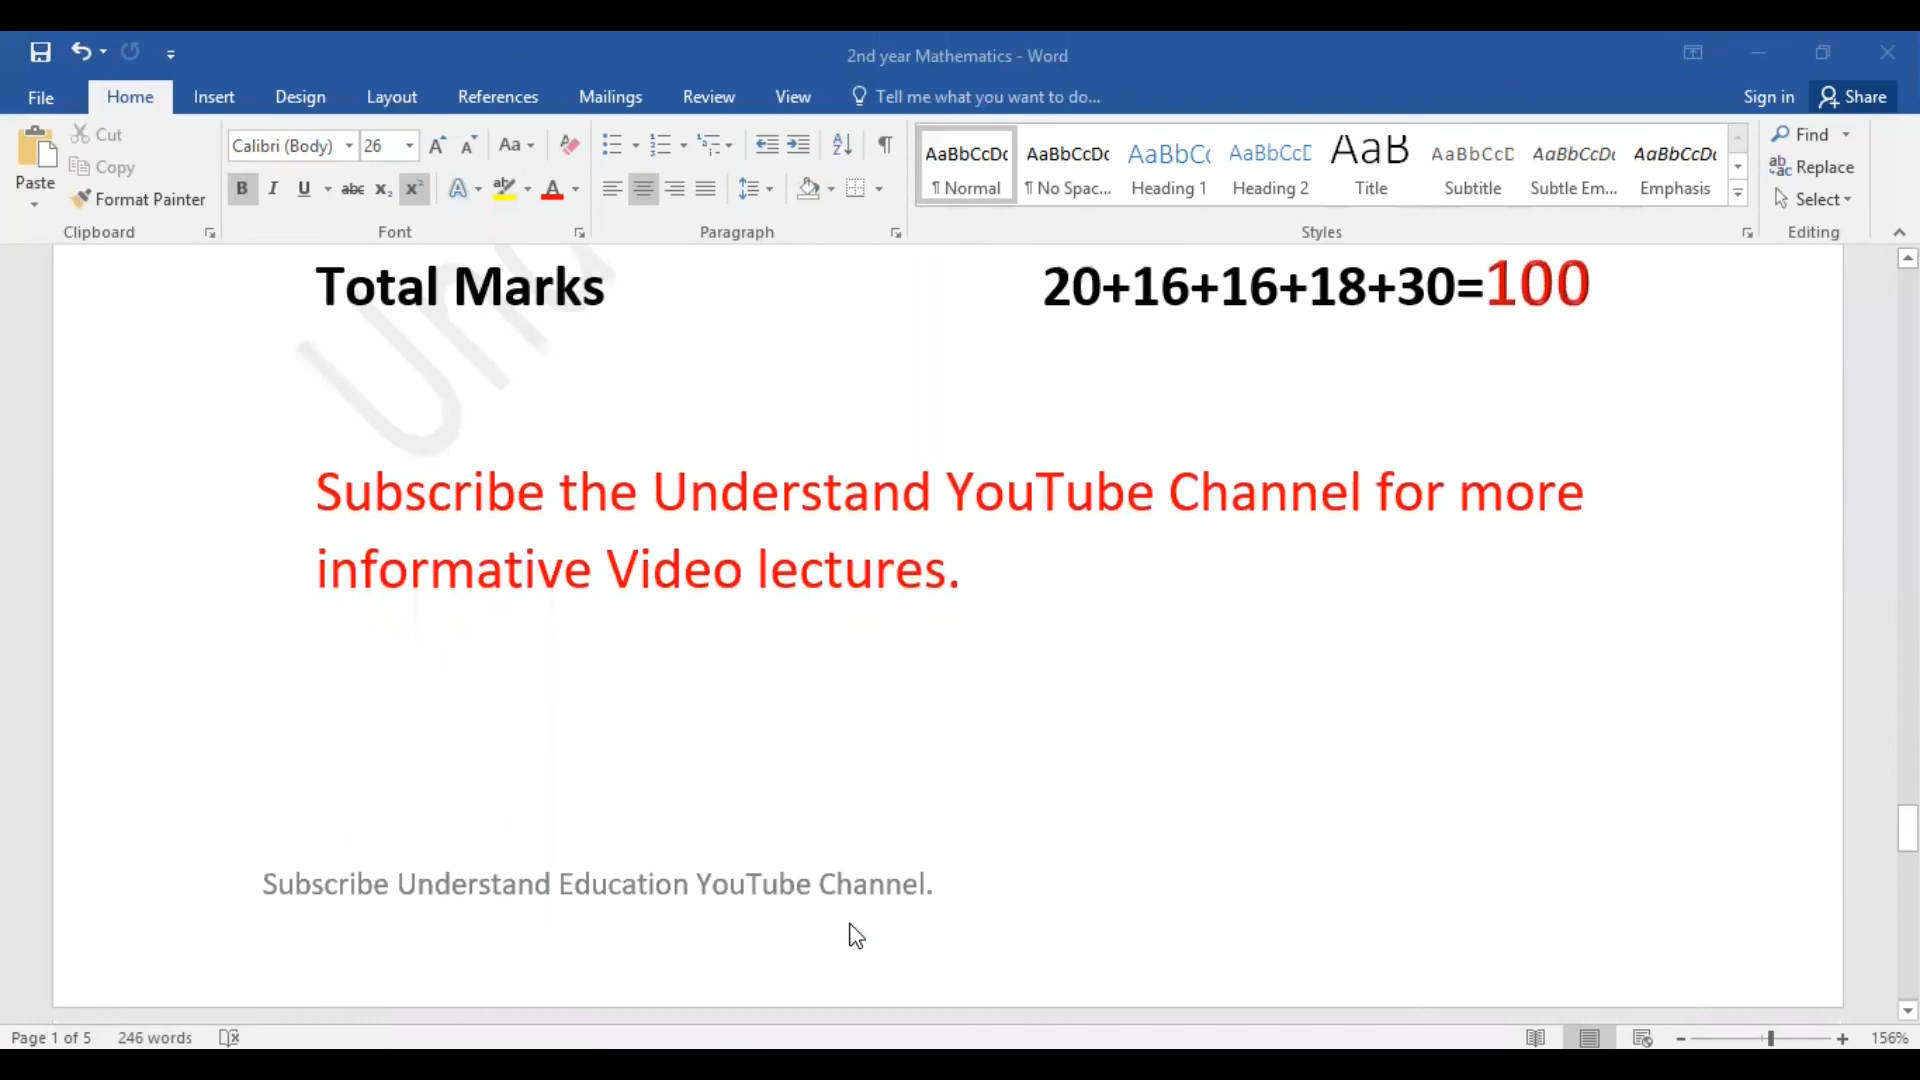 2nd year Mathematics - Word
File Home Insert Design Layout References Mailings Review View Tell me what you want to do... Sign in Share
Paste
Cut
Copy
Format Painter
Clipboard
Calibri (Body) 26
Font
Paragraph
AaBbCcDc AaBbCcDc AaBbCc AaBbCcD AaB AaBbCcD AaBbCcDc AaBbCcDc
¶ Normal ¶ No Spac... Heading 1 Heading 2 Title Subtitle Subtle Em... Emphasis
Styles
Find
Replace
Select
Editing
Total Marks 20+16+16+18+30=100
Subscribe the Understand YouTube Channel for more
informative Video lectures.
Subscribe Understand Education YouTube Channel.
Page 1 of 5 246 words 156%